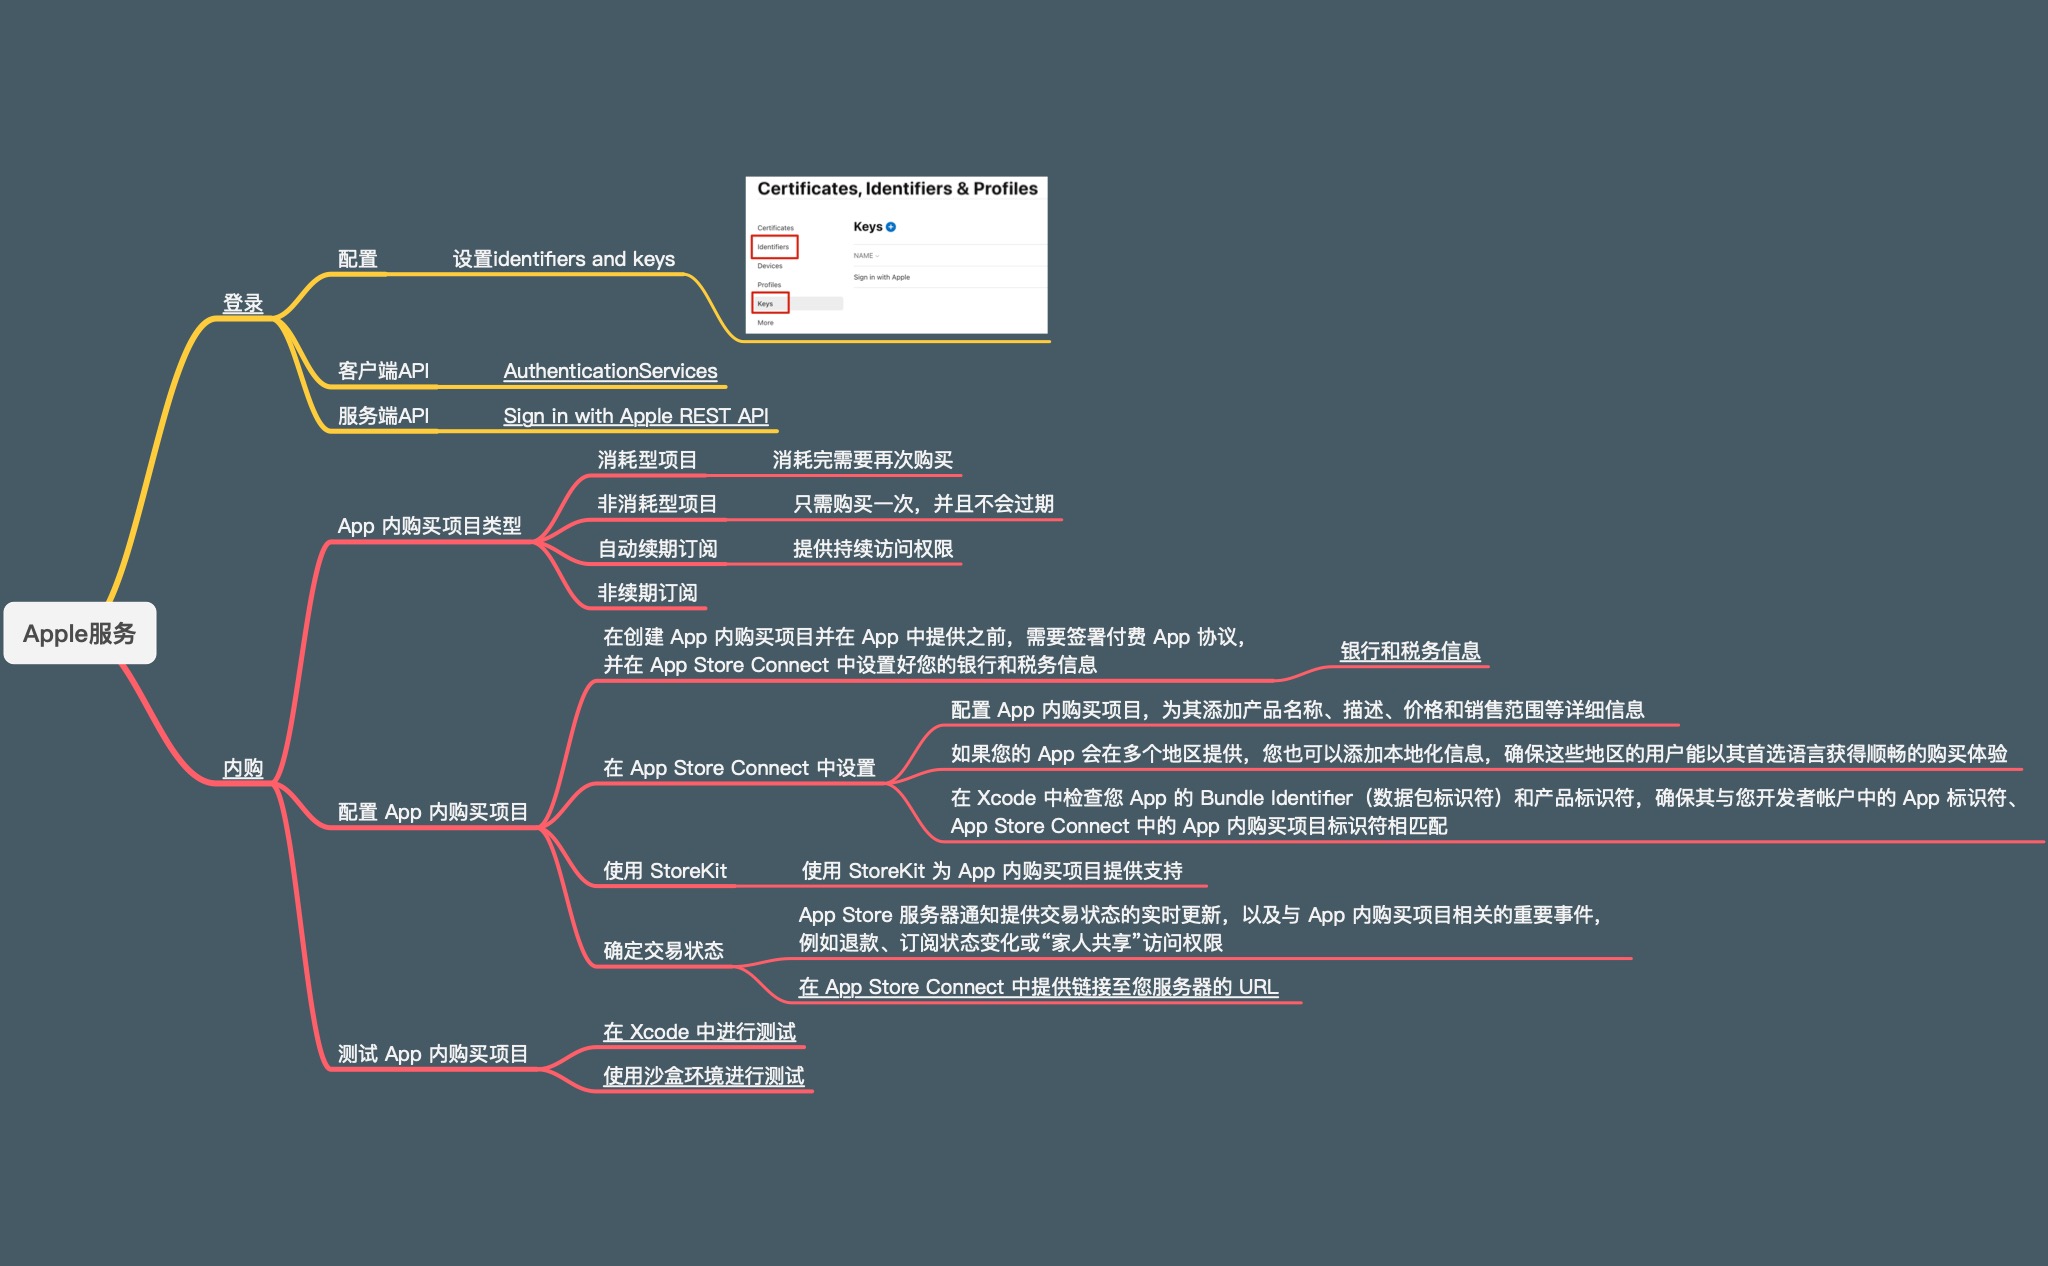 Certificates, Identifiers & Profiles
Certificates
Identifiers
Devices
Profiles
Keys
More
Keys
NAME
Sign in with Apple
配置
设置identifiers and keys
登录
客户端API
AuthenticationServices
服务端API
Sign in with Apple REST API
Apple服务
内购
App 内购买项目类型
消耗型项目
消耗完需要再次购买
非消耗型项目
只需购买一次，并且不会过期
自动续期订阅
提供持续访问权限
非续期订阅
配置 App 内购买项目
在创建 App 内购买项目并在 App 中提供之前，需要签署付费 App 协议，
并在 App Store Connect 中设置好您的银行和税务信息
银行和税务信息
在 App Store Connect 中设置
配置 App 内购买项目，为其添加产品名称、描述、价格和销售范围等详细信息
如果您的 App 会在多个地区提供，您也可以添加本地化信息，确保这些地区的用户能以其首选语言获得顺畅的购买体验
在 Xcode 中检查您 App 的 Bundle Identifier（数据包标识符）和产品标识符，确保其与您开发者帐户中的 App 标识符、
App Store Connect 中的 App 内购买项目标识符相匹配
使用 StoreKit
使用 StoreKit 为 App 内购买项目提供支持
确定交易状态
App Store 服务器通知提供交易状态的实时更新，以及与 App 内购买项目相关的重要事件，
例如退款、订阅状态变化或“家人共享”访问权限
在 App Store Connect 中提供链接至您服务器的 URL
测试 App 内购买项目
在 Xcode 中进行测试
使用沙盒环境进行测试